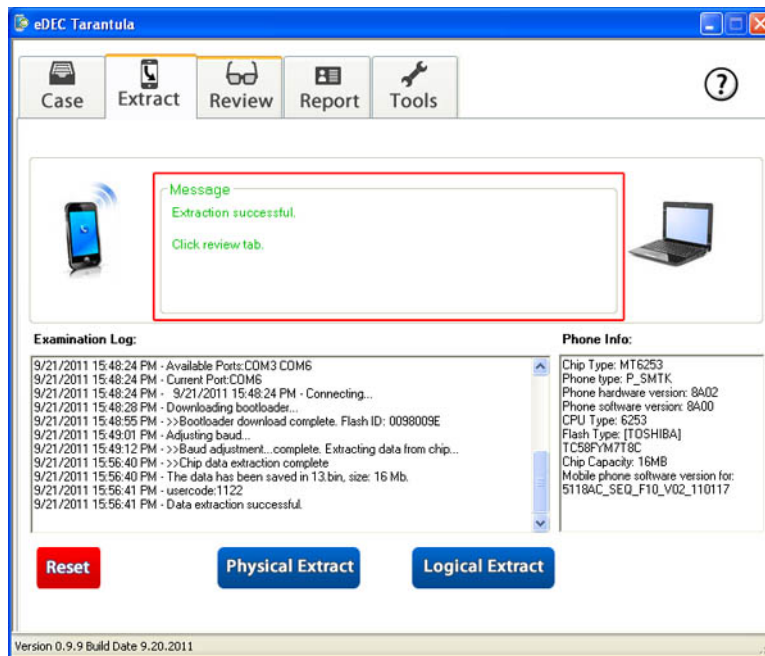 eDEC Tarantula
Case
Extract
Review
Report
Tools
?
Message
Extraction successful.
Click review tab.
Examination Log:
9/21/2011 15:48:24 PM - Available Ports:COM3 COM6
9/21/2011 15:48:24 PM - Current Port:COM6
9/21/2011 15:48:24 PM -   9/21/2011 15:48:24 PM - Connecting...
9/21/2011 15:48:28 PM - Downloading bootloader...
9/21/2011 15:48:55 PM - >>Bootloader download complete. Flash ID: 0098009E
9/21/2011 15:49:01 PM - Adjusting baud...
9/21/2011 15:49:12 PM - >>Baud adjustment...complete. Extracting data from chip...
9/21/2011 15:56:40 PM - >>Chip data extraction complete
9/21/2011 15:56:40 PM - The data has been saved in 13.bin, size: 16 Mb.
9/21/2011 15:56:41 PM - usercode:1122
9/21/2011 15:56:41 PM - Data extraction successful.
Phone Info:
Chip Type: MT6253
Phone type: P_SMTK
Phone hardware version: 8A02
Phone software version: 8A00
CPU Type: 6253
Flash Type: [TOSHIBA]
TC58FYM7T8C
Chip Capacity: 16MB
Mobile phone software version for:
5118AC_SEQ_F10_V02_110117
Reset
Physical Extract
Logical Extract
Version 0.9.9 Build Date 9.20.2011